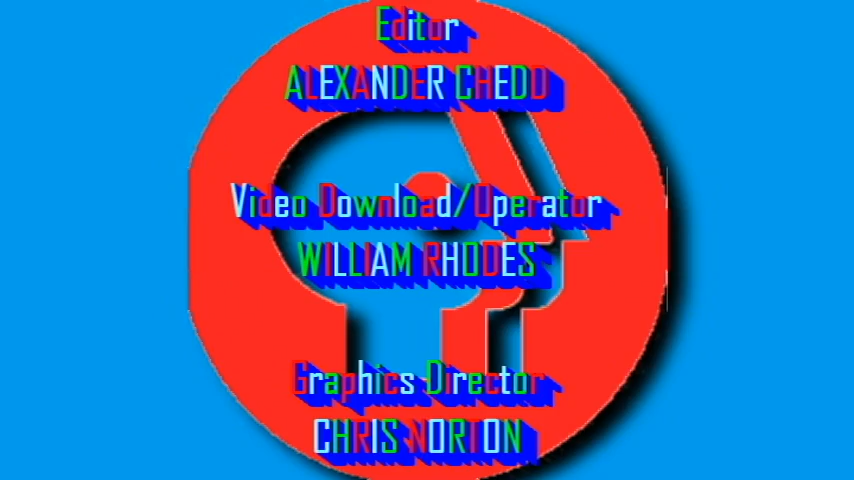 Editor
ALEXANDER CHEDD
Video Download/Operator
WILLIAM RHODES
Graphics Director
CHRIS NORTON